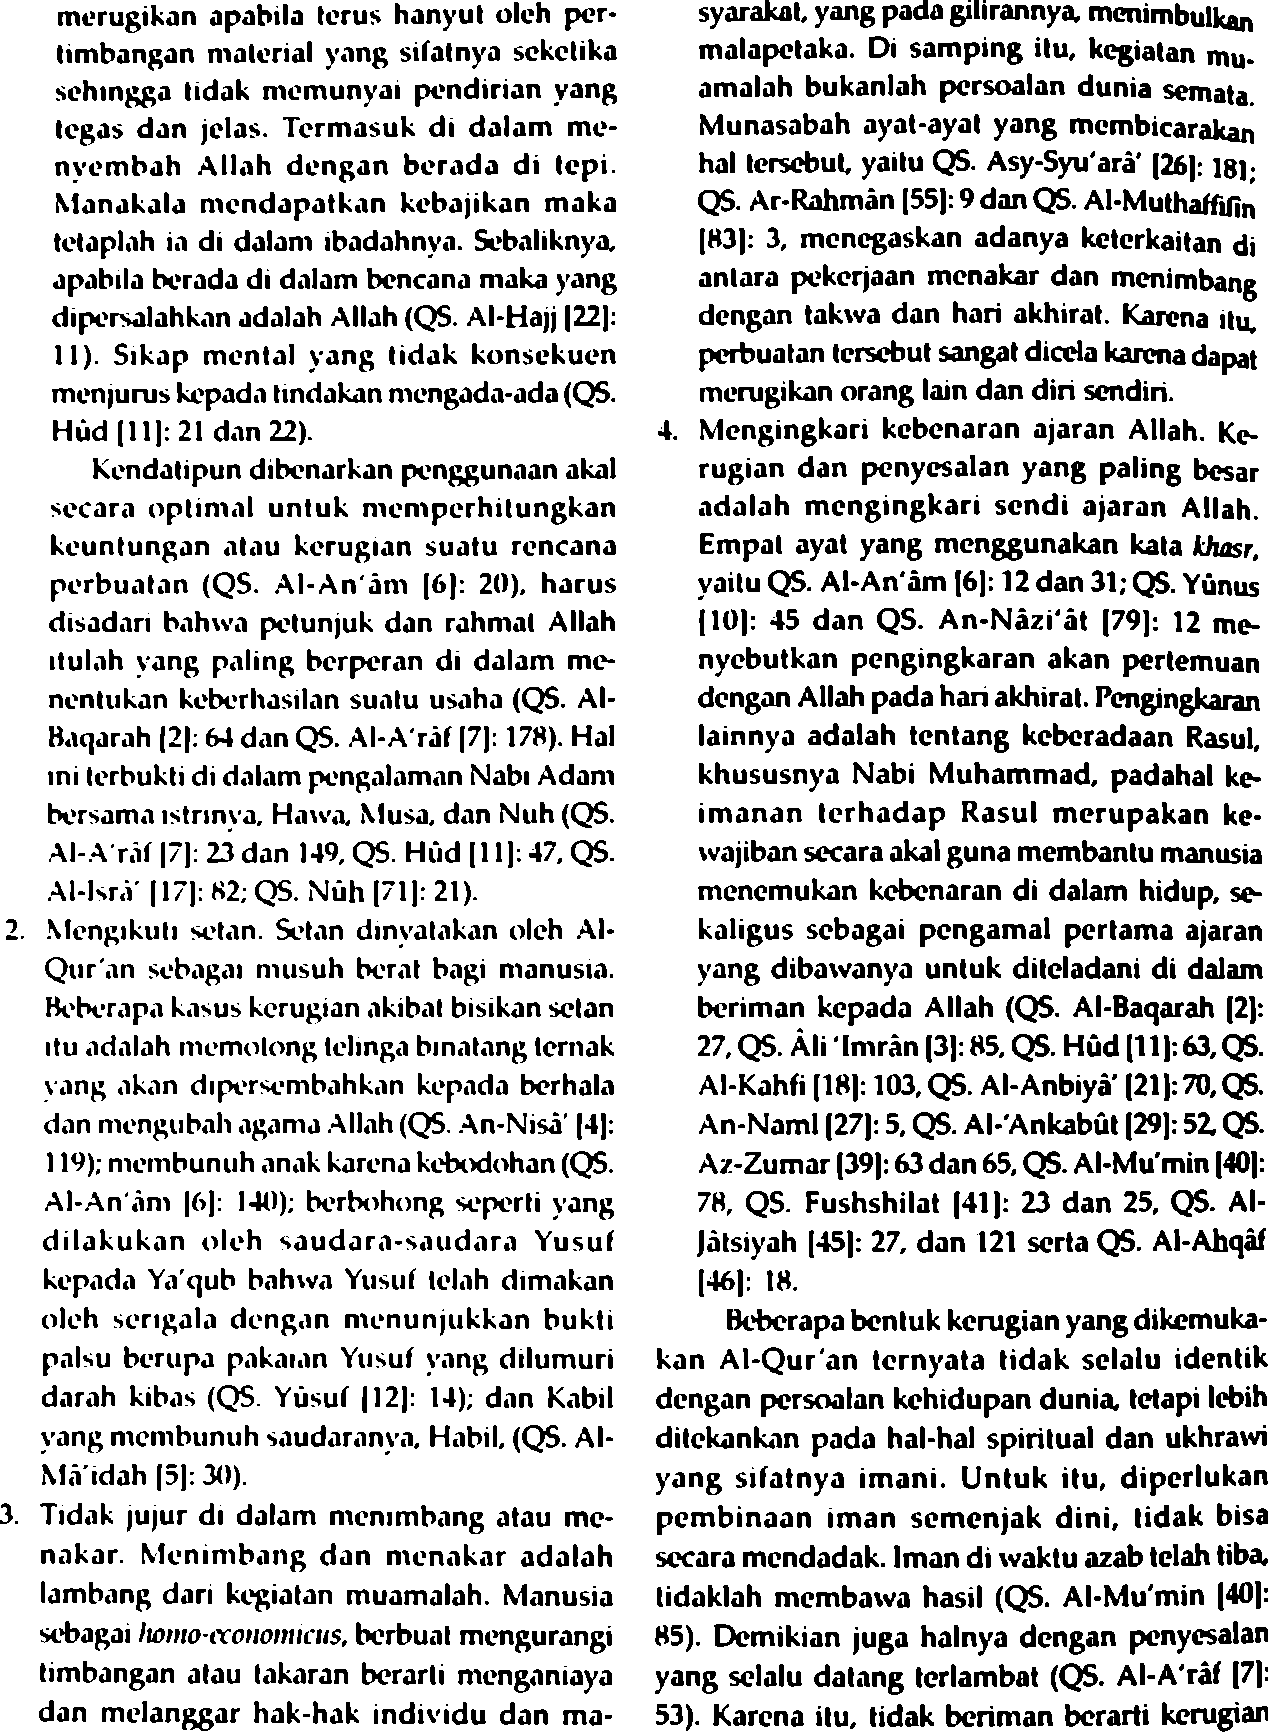 merugikan apabila terus hanyut oleh per-
timbangan material yang sifatnya seketika
sehingga tidak memunyai pendirian yang
tegas dan jelas. Termasuk di dalam me-
nyembah Allah dengan berada di tepi.
Manakala mendapatkan kebajikan maka
tetaplah ia di dalam ibadahnya. Sebaliknya,
apabila berada di dalam bencana maka yang
dipersalahkan adalah Allah (QS. Al-Hajj [22]:
11). Sikap mental yang tidak konsekuen
menjurus kepada tindakan mengada-ada (QS.
Hûd [11]: 21 dan 22).
Kendatipun dibenarkan penggunaan akal
secara optimal untuk memperhitungkan
keuntungan atau kerugian suatu rencana
perbuatan (QS. Al-An‘âm [6]: 20), harus
disadari bahwa petunjuk dan rahmat Allah
itulah yang paling berperan di dalam me-
nentukan keberhasilan suatu usaha (QS. Al-
Baqarah [2]: 64 dan QS. Al-A‘râf [7]: 178). Hal
ini terbukti di dalam pengalaman Nabi Adam
bersama istrinya, Hawa, Musa, dan Nuh (QS.
Al-A‘râf [7]: 23 dan 149, QS. Hûd [11]: 47, QS.
Al-Isrâ’ [17]: 82; QS. Nûh [71]: 21).
2. Mengikuti setan. Setan dinyatakan oleh Al-
Qur’an sebagai musuh berat bagi manusia.
Beberapa kasus kerugian akibat bisikan setan
itu adalah memotong telinga binatang ternak
yang akan dipersembahkan kepada berhala
dan mengubah agama Allah (QS. An-Nisâ’ [4]:
119); membunuh anak karena kebodohan (QS.
Al-An‘âm [6]: 140); berbohong seperti yang
dilakukan oleh saudara-saudara Yusuf
kepada Ya’qub bahwa Yusuf telah dimakan
oleh serigala dengan menunjukkan bukti
palsu berupa pakaian Yusuf yang dilumuri
darah kibas (QS. Yûsuf [12]: 14); dan Kabil
yang membunuh saudaranya, Habil, (QS. Al-
Mâ’idah [5]: 30).
3. Tidak jujur di dalam menimbang atau me-
nakar. Menimbang dan menakar adalah
lambang dari kegiatan muamalah. Manusia
sebagai homo-economicus, berbuat mengurangi
timbangan atau takaran berarti menganiaya
dan melanggar hak-hak individu dan ma-
syarakat, yang pada gilirannya, menimbulkan
malapetaka. Di samping itu, kegiatan mu-
amalah bukanlah persoalan dunia semata.
Munasabah ayat-ayat yang membicarakan
hal tersebut, yaitu QS. Asy-Syu‘arâ’ [26]: 181;
QS. Ar-Rahmân [55]: 9 dan QS. Al-Muthaffifîn
[83]: 3, menegaskan adanya keterkaitan di
antara pekerjaan menakar dan menimbang
dengan takwa dan hari akhirat. Karena itu,
perbuatan tersebut sangat dicela karena dapat
merugikan orang lain dan diri sendiri.
4. Mengingkari kebenaran ajaran Allah. Ke-
rugian dan penyesalan yang paling besar
adalah mengingkari sendi ajaran Allah.
Empat ayat yang menggunakan kata khasr,
yaitu QS. Al-An‘âm [6]: 12 dan 31; QS. Yûnus
[10]: 45 dan QS. An-Nâzi‘ât [79]: 12 me-
nyebutkan pengingkaran akan pertemuan
dengan Allah pada hari akhirat. Pengingkaran
lainnya adalah tentang keberadaan Rasul,
khususnya Nabi Muhammad, padahal ke-
imanan terhadap Rasul merupakan ke-
wajiban secara akal guna membantu manusia
menemukan kebenaran di dalam hidup, se-
kaligus sebagai pengamal pertama ajaran
yang dibawanya untuk diteladani di dalam
beriman kepada Allah (QS. Al-Baqarah [2]:
27, QS. Âli ‘Imrân [3]: 85, QS. Hûd [11]: 63, QS.
Al-Kahfi [18]: 103, QS. Al-Anbiyâ’ [21]: 70, QS.
An-Naml [27]: 5, QS. Al-‘Ankabût [29]: 52, QS.
Az-Zumar [39]: 63 dan 65, QS. Al-Mu’min [40]:
78, QS. Fushshilat [41]: 23 dan 25, QS. Al-
Jâtsiyah [45]: 27, dan 121 serta QS. Al-Ahqâf
[46]: 18.
Beberapa bentuk kerugian yang dikemuka-
kan Al-Qur’an ternyata tidak selalu identik
dengan persoalan kehidupan dunia, tetapi lebih
ditekankan pada hal-hal spiritual dan ukhrawi
yang sifatnya imani. Untuk itu, diperlukan
pembinaan iman semenjak dini, tidak bisa
secara mendadak. Iman di waktu azab telah tiba,
tidaklah membawa hasil (QS. Al-Mu’min [40]:
85). Demikian juga halnya dengan penyesalan
yang selalu datang terlambat (QS. Al-A‘râf [7]:
53). Karena itu, tidak beriman berarti kerugian